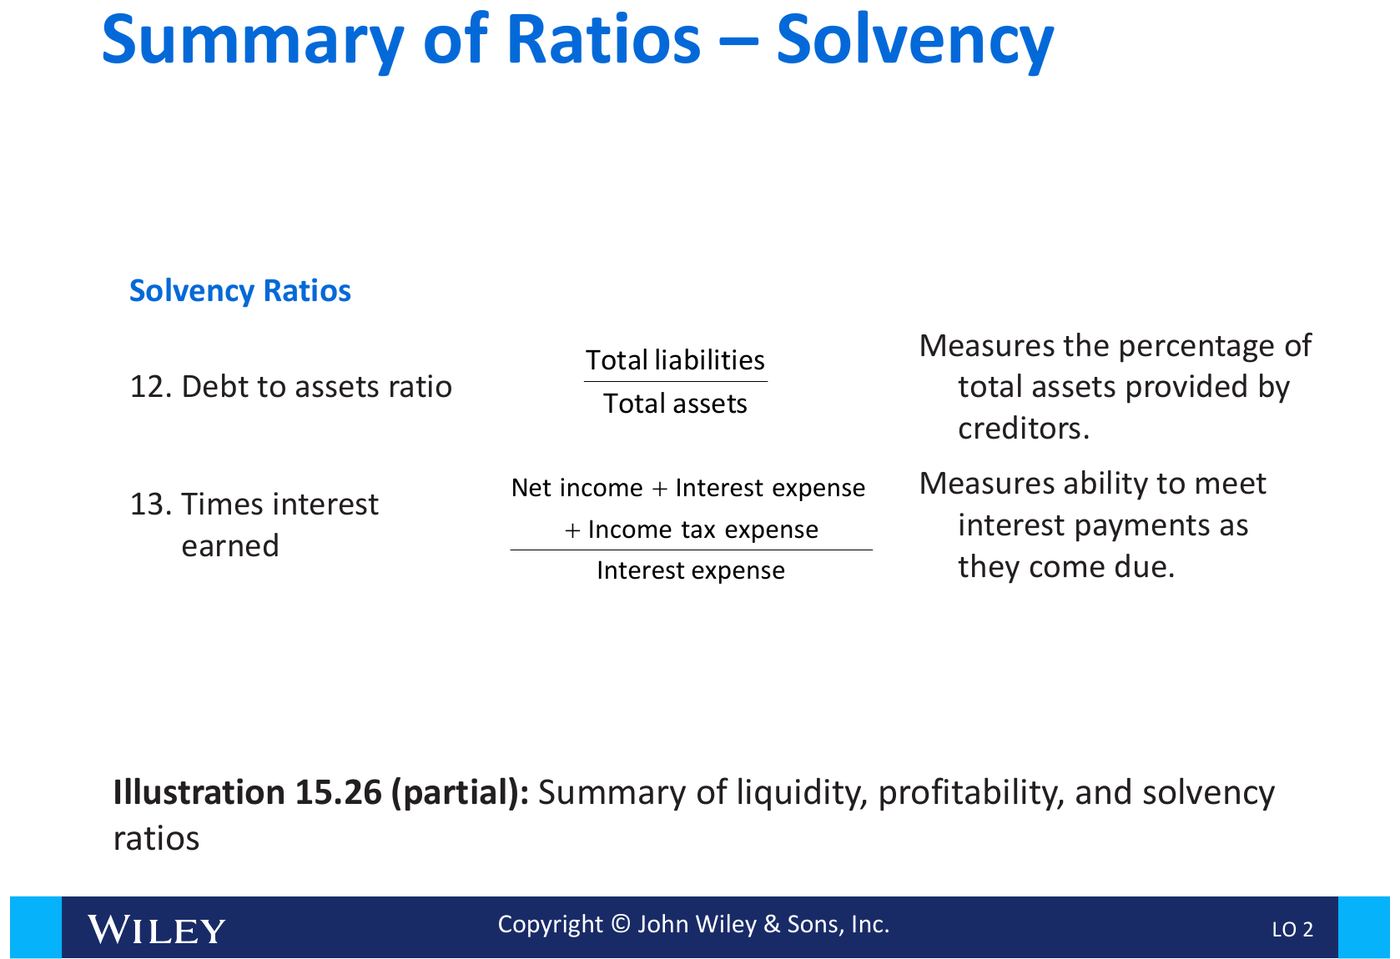 Summary of Ratios – Solvency
Solvency Ratios
12. Debt to assets ratio
Total liabilities
Total assets
Measures the percentage of
total assets provided by
creditors.
13. Times interest
earned
Net income + Interest expense
+ Income tax expense
Interest expense
Measures ability to meet
interest payments as
they come due.
Illustration 15.26 (partial): Summary of liquidity, profitability, and solvency
ratios
WILEY
Copyright © John Wiley & Sons, Inc.
LO 2